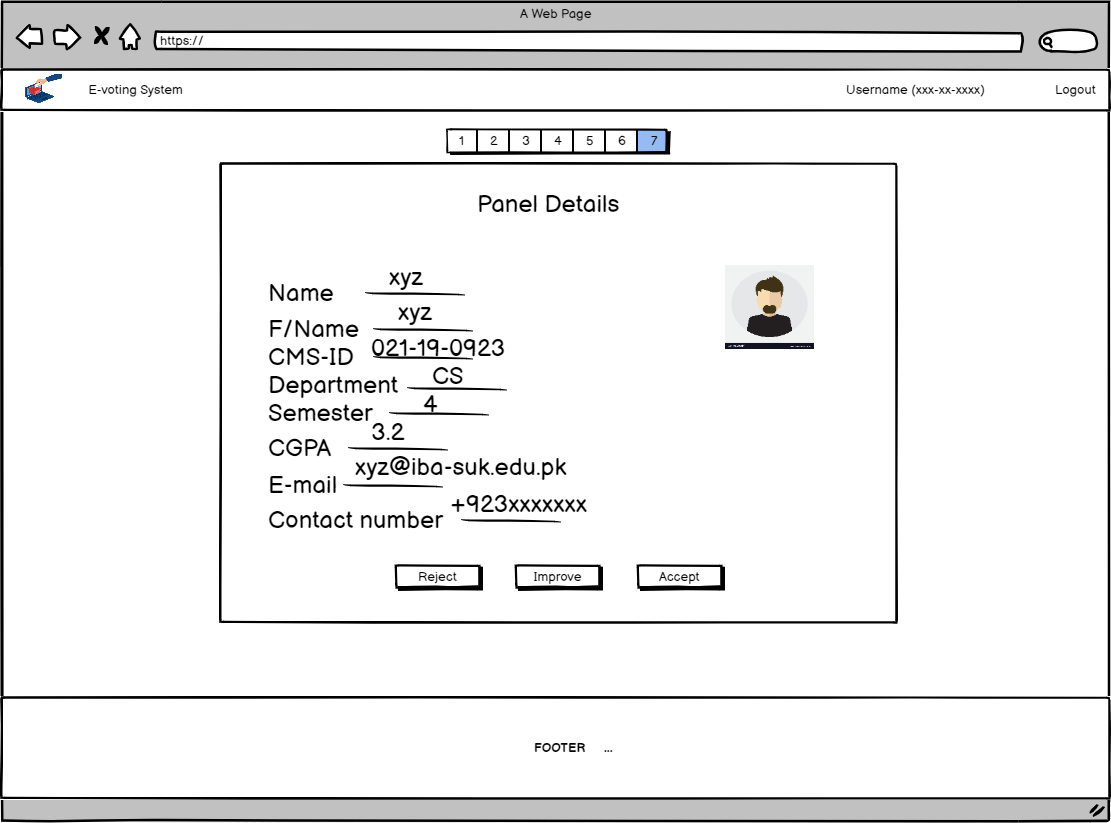 A Web Page
https://
E-voting System Username (xxx-xx-xxxx) Logout
1 2 3 4 5 6 7
Panel Details
Name xyz
F/Name xyz
CMS-ID 021-19-0923
Department CS
Semester 4
CGPA 3.2
E-mail xyz@iba-suk.edu.pk
Contact number +923xxxxxxx
Reject Improve Accept
FOOTER ...